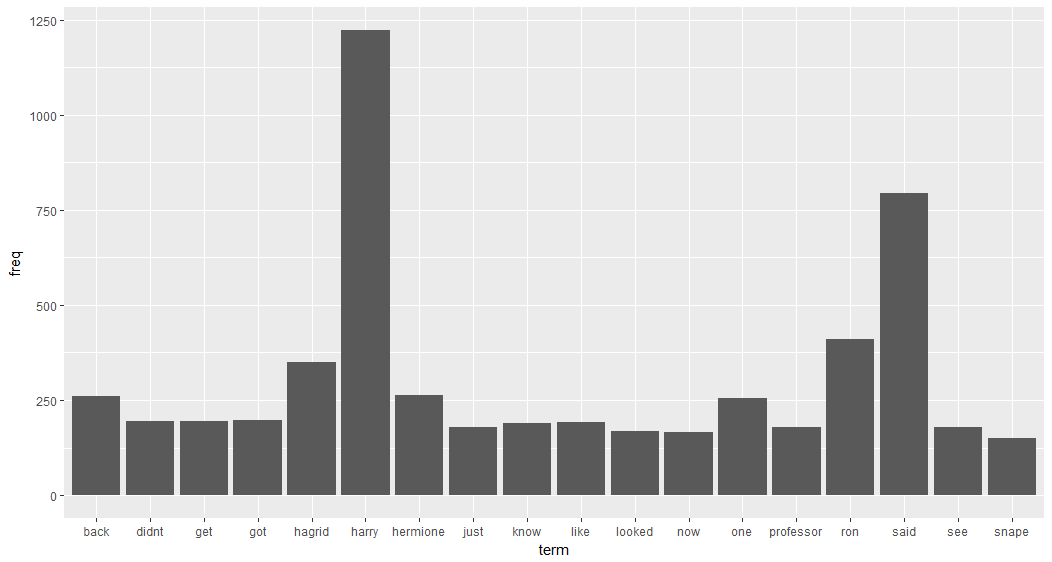 1250
1000
750
500
250
0
freq
back didnt get got hagrid harry hermione just know like looked now one professor ron said see snape
term